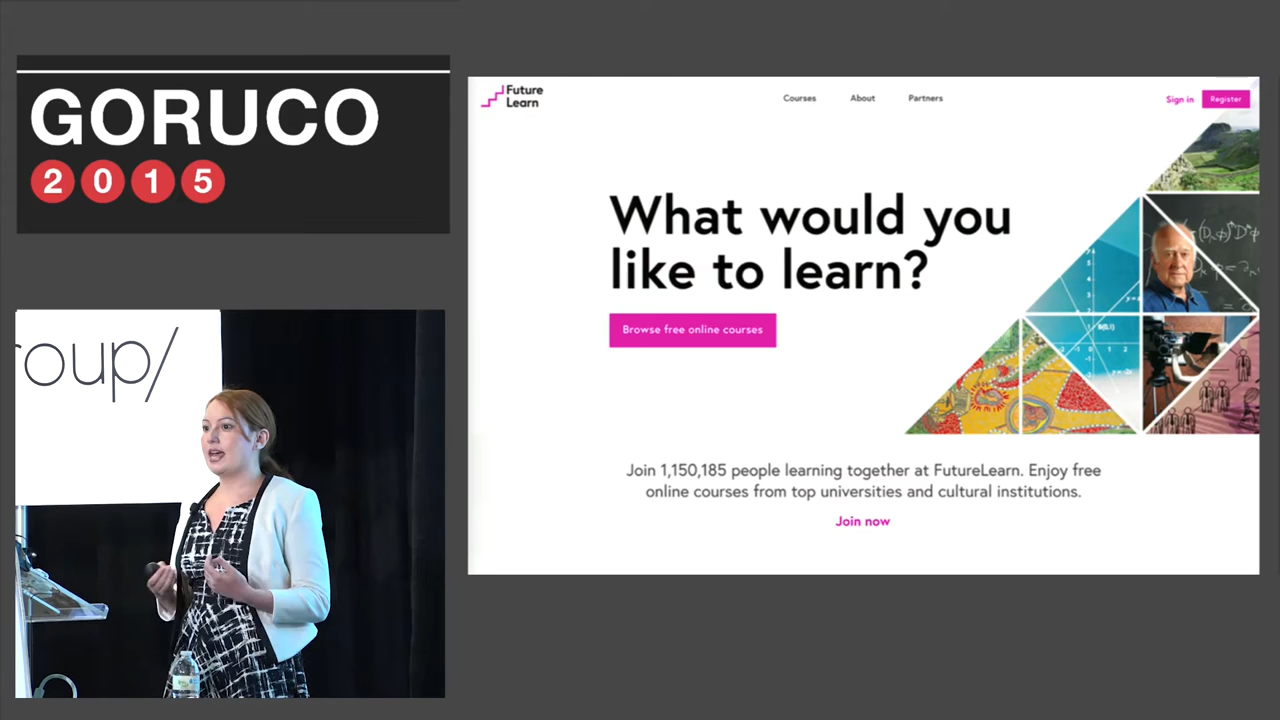 GORUCO
2 0 1 5
roup/
Future
Learn
Courses
About
Partners
Sign in
Register
What would you
like to learn?
Browse free online courses
Join 1,150,185 people learning together at FutureLearn. Enjoy free
online courses from top universities and cultural institutions.
Join now